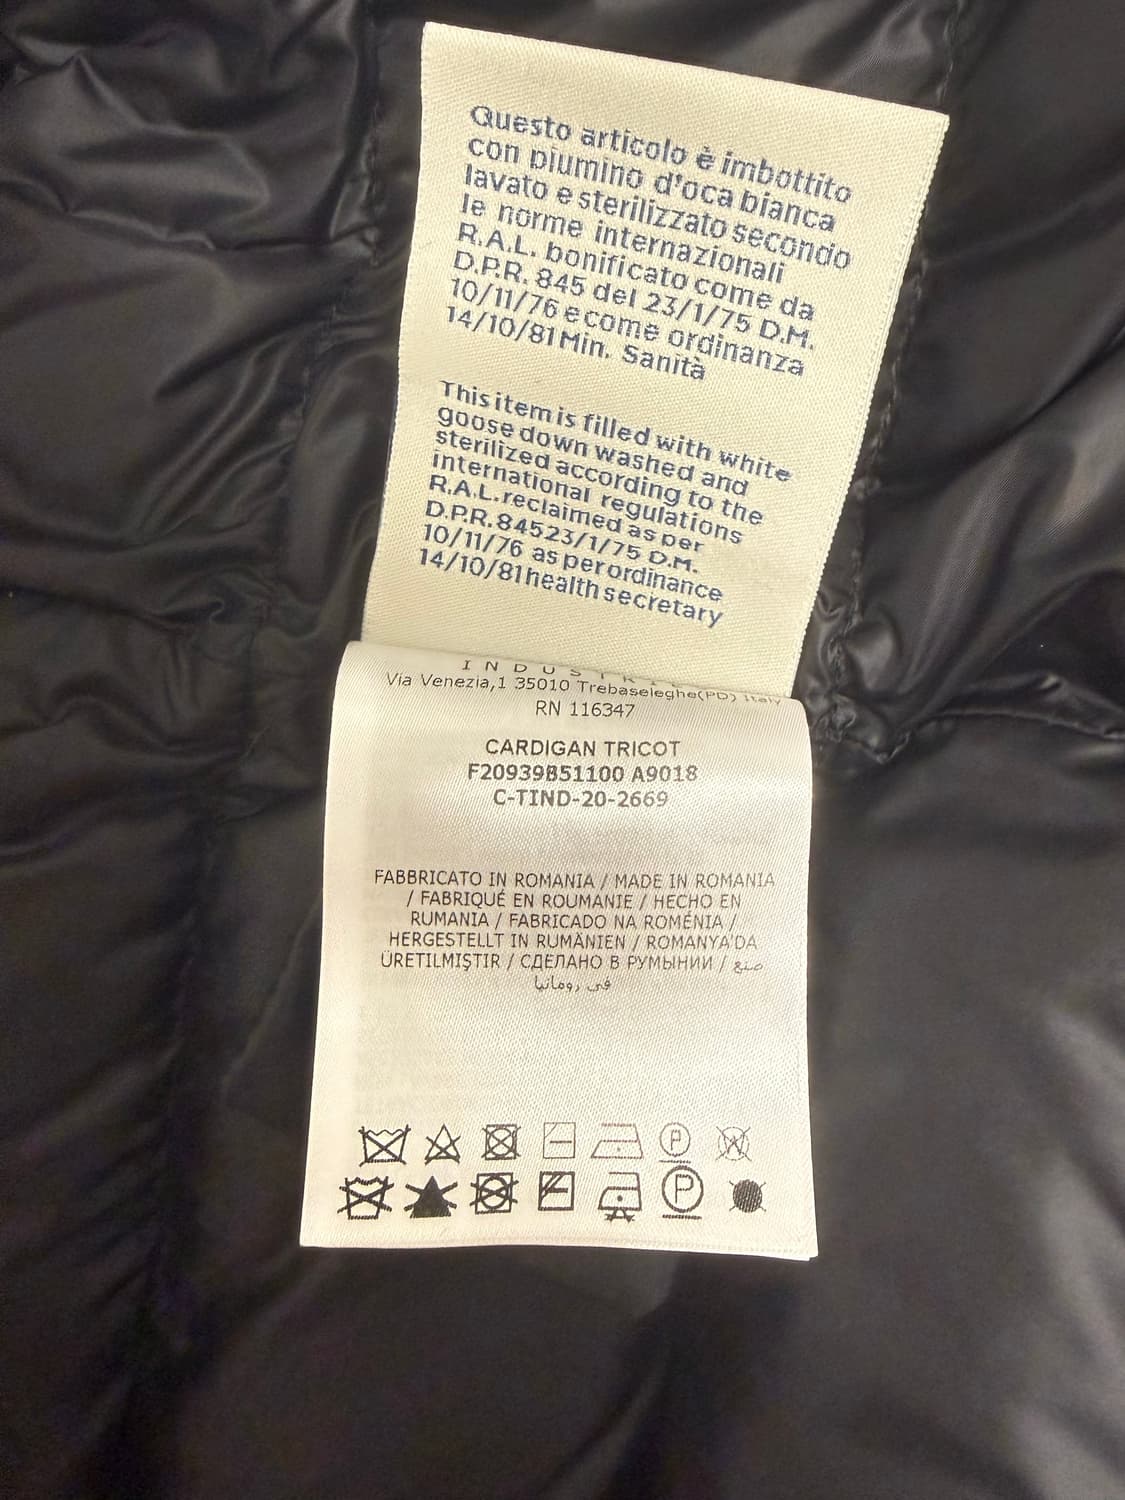 Questo articolo è imbottito
con piumino d'oca bianca
lavato e sterilizzato secondo
le norme internazionali
R.A.L. bonificato come da
D.P.R. 845 del 23/1/75 D.M.
10/11/76 e come ordinanza
14/10/81 Min. Sanità
This item is filled with white
goose down washed and
sterilized according to the
international regulations
R.A.L. reclaimed as per
D.P.R. 84523/1/75 D.M.
10/11/76 as per ordinance
14/10/81 health secretary
Via Venezia,1 35010 Trebaseleghe(PD) Italy
RN 116347
CARDIGAN TRICOT
F20939B51100 A9018
C-TIND-20-2669
FABBRICATO IN ROMANIA / MADE IN ROMANIA
/ FABRIQUÉ EN ROUMANIE / HECHO EN
RUMANIA / FABRICADO NA ROMÉNIA /
HERGESTELLT IN RUMÄNIEN / ROMANYA'DA
ÜRETILMIŞTIR / СДЕЛАНО В РУМЫНИИ / صنع
في رومانيا
P W
P